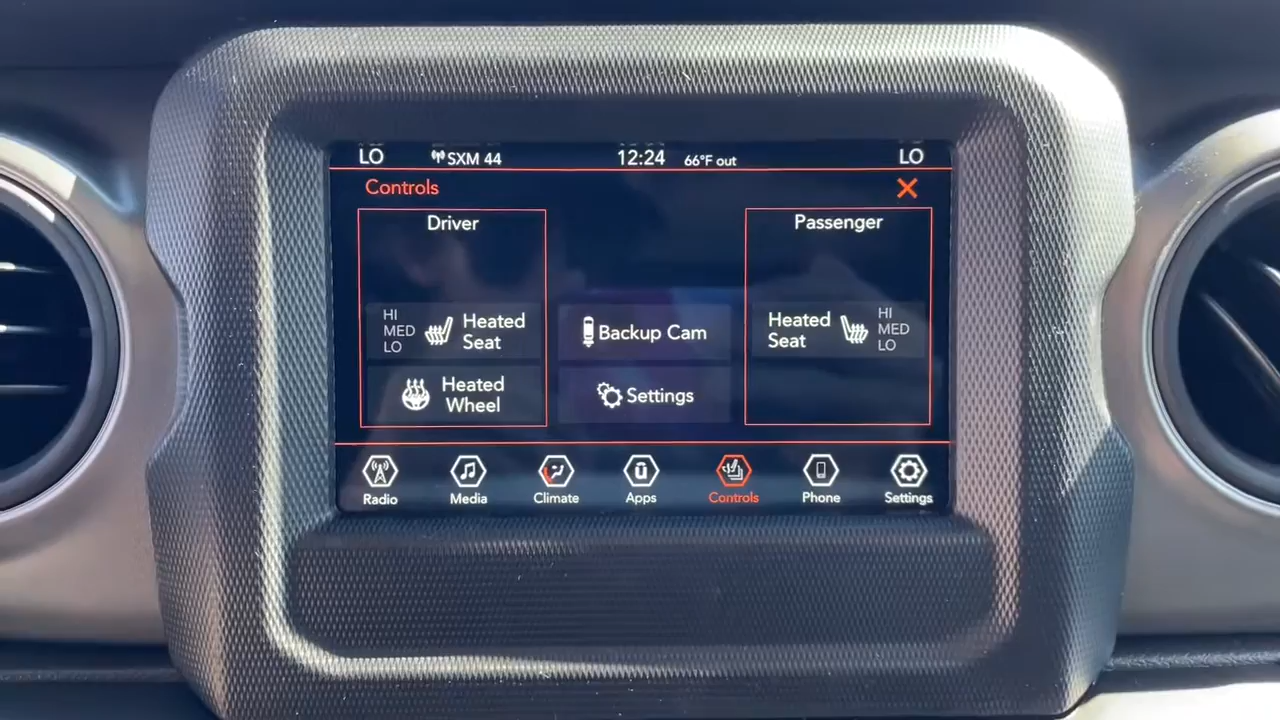 LO SXM 44 12:24 66°F out LO
Controls
Driver
Passenger
HI
MED
LO
Heated
Seat
Backup Cam
Heated
Seat
HI
MED
LO
Heated
Wheel
Settings
Radio Media Climate Apps Controls Phone Settings